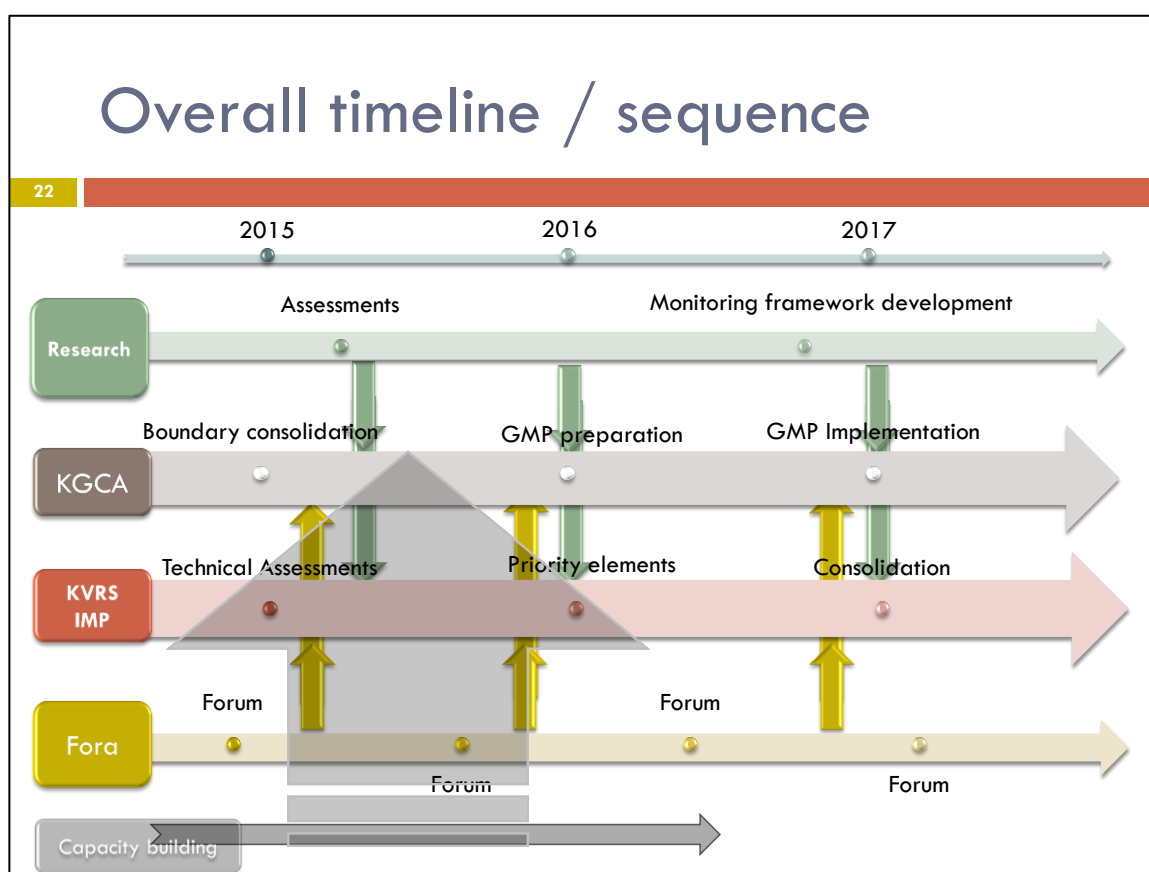 Overall timeline / sequence
22
2015 2016 2017
Assessments Monitoring framework development
Research
Boundary consolidation GMP preparation GMP Implementation
KGCA
Technical Assessments Priority elements Consolidation
KVRS
IMP
Forum Forum
Fora
Forum Forum
Capacity building